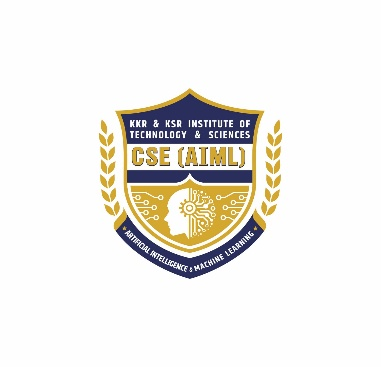 KKR & KSR INSTITUTE OF
TECHNOLOGY & SCIENCES
CSE (AIML)
ARTIFICIAL INTELLIGENCE & MACHINE LEARNING